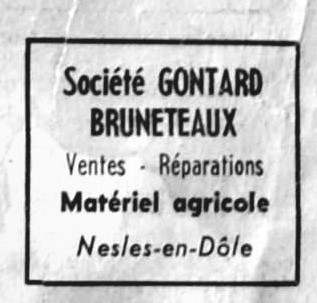 Société GONTARD
BRUNETEAUX
Ventes - Réparations
Matériel agricole
Nesles-en-Dôle